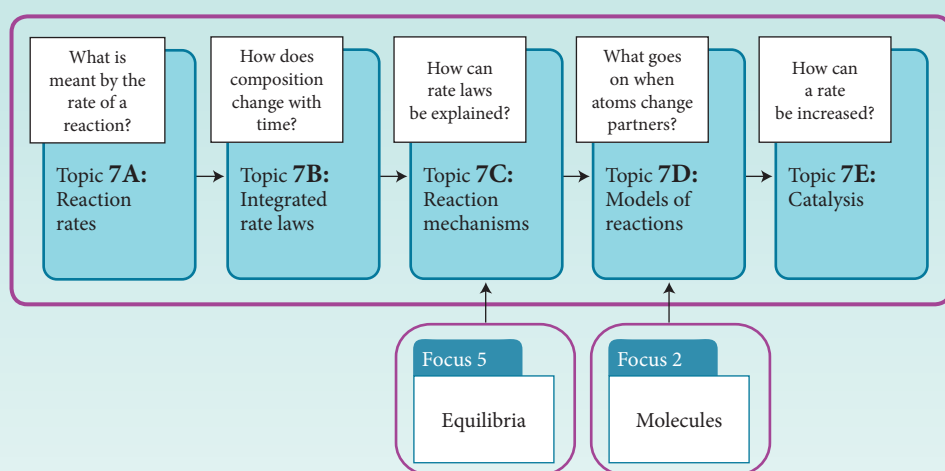 What is
meant by the
rate of a
reaction?
Topic 7A:
Reaction
rates
How does
composition
change with
time?
Topic 7B:
Integrated
rate laws
How can
rate laws
be explained?
Topic 7C:
Reaction
mechanisms
What goes
on when
atoms change
partners?
Topic 7D:
Models of
reactions
How can
a rate
be increased?
Topic 7E:
Catalysis
Focus 5
Equilibria
Focus 2
Molecules